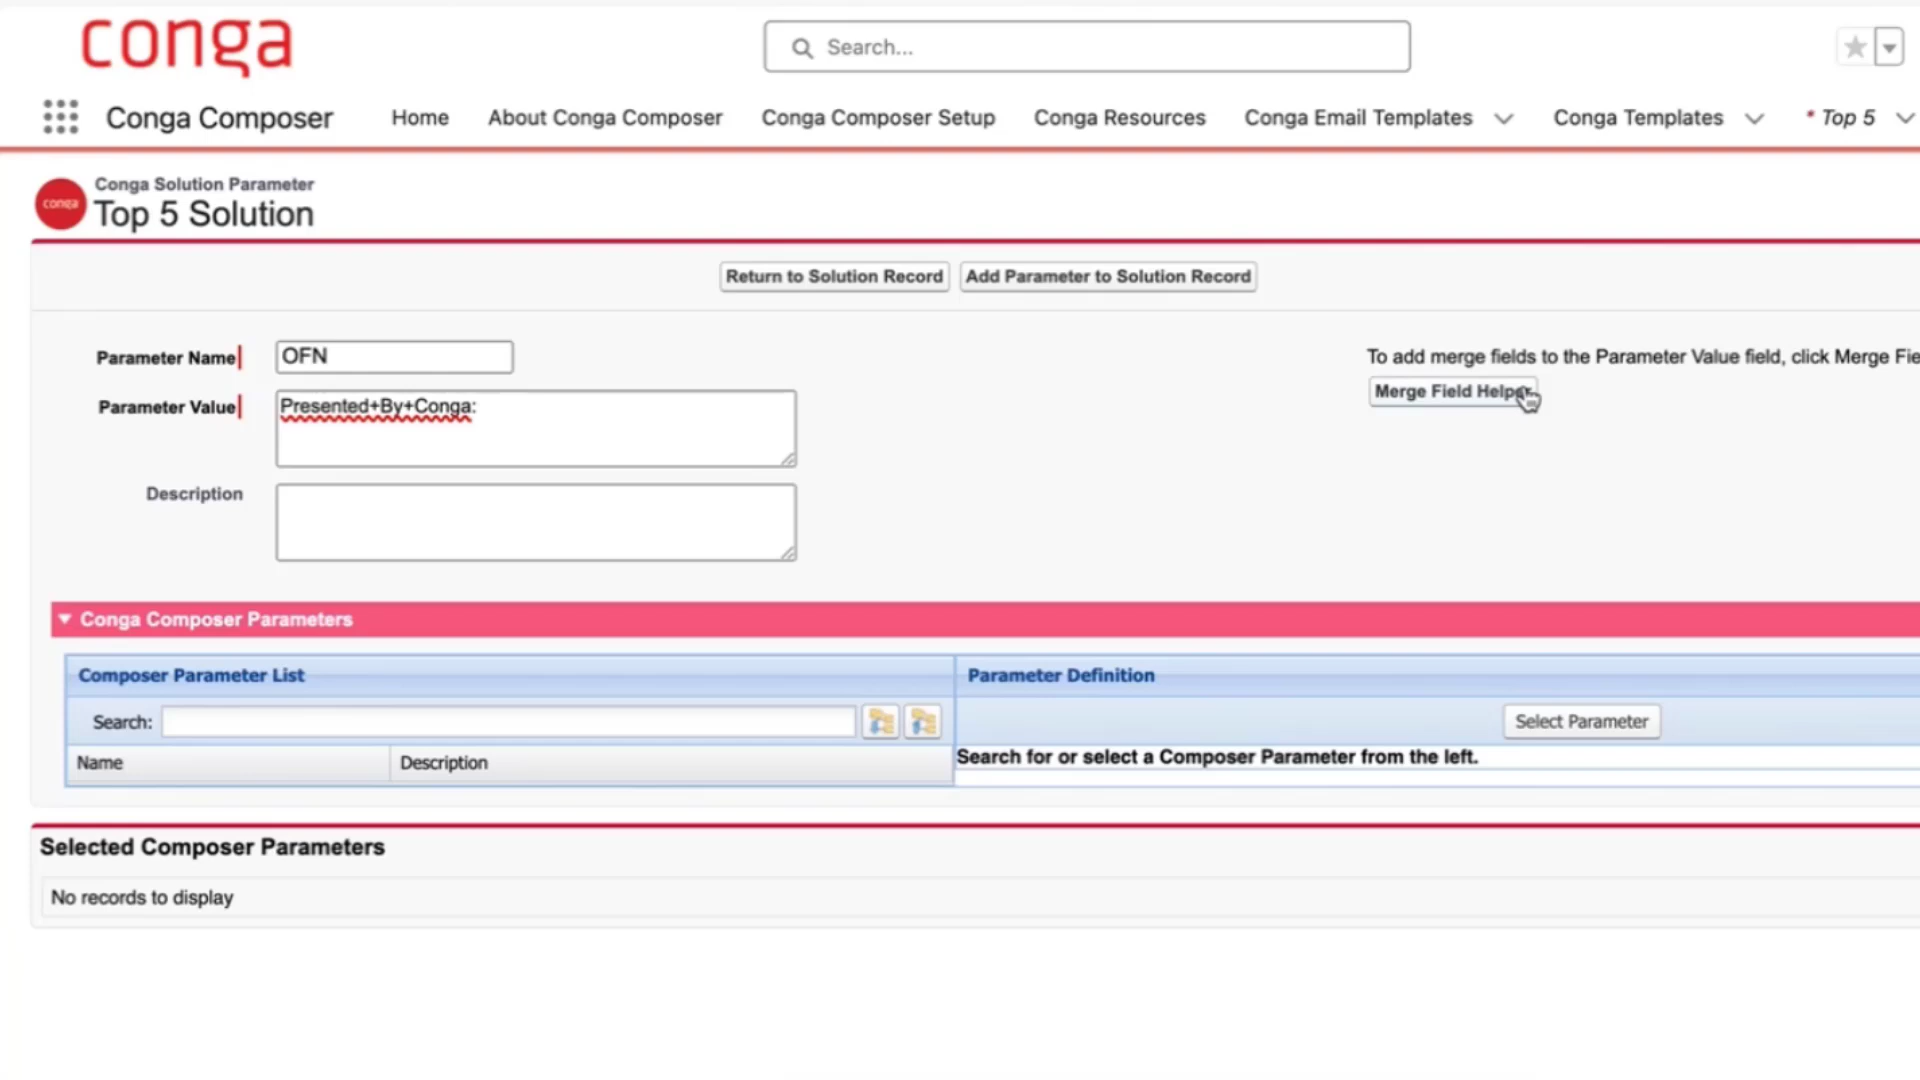 conga
Search...
Conga Composer
Home
About Conga Composer
Conga Composer Setup
Conga Resources
Conga Email Templates
Conga Templates
* Top 5
conga
Conga Solution Parameter
Top 5 Solution
Return to Solution Record
Add Parameter to Solution Record
Parameter Name
OFN
To add merge fields to the Parameter Value field, click Merge Fie
Merge Field Helper
Parameter Value
Presented+By+Conga:
Description
Conga Composer Parameters
Composer Parameter List
Parameter Definition
Search:
Select Parameter
Name
Description
Search for or select a Composer Parameter from the left.
Selected Composer Parameters
No records to display